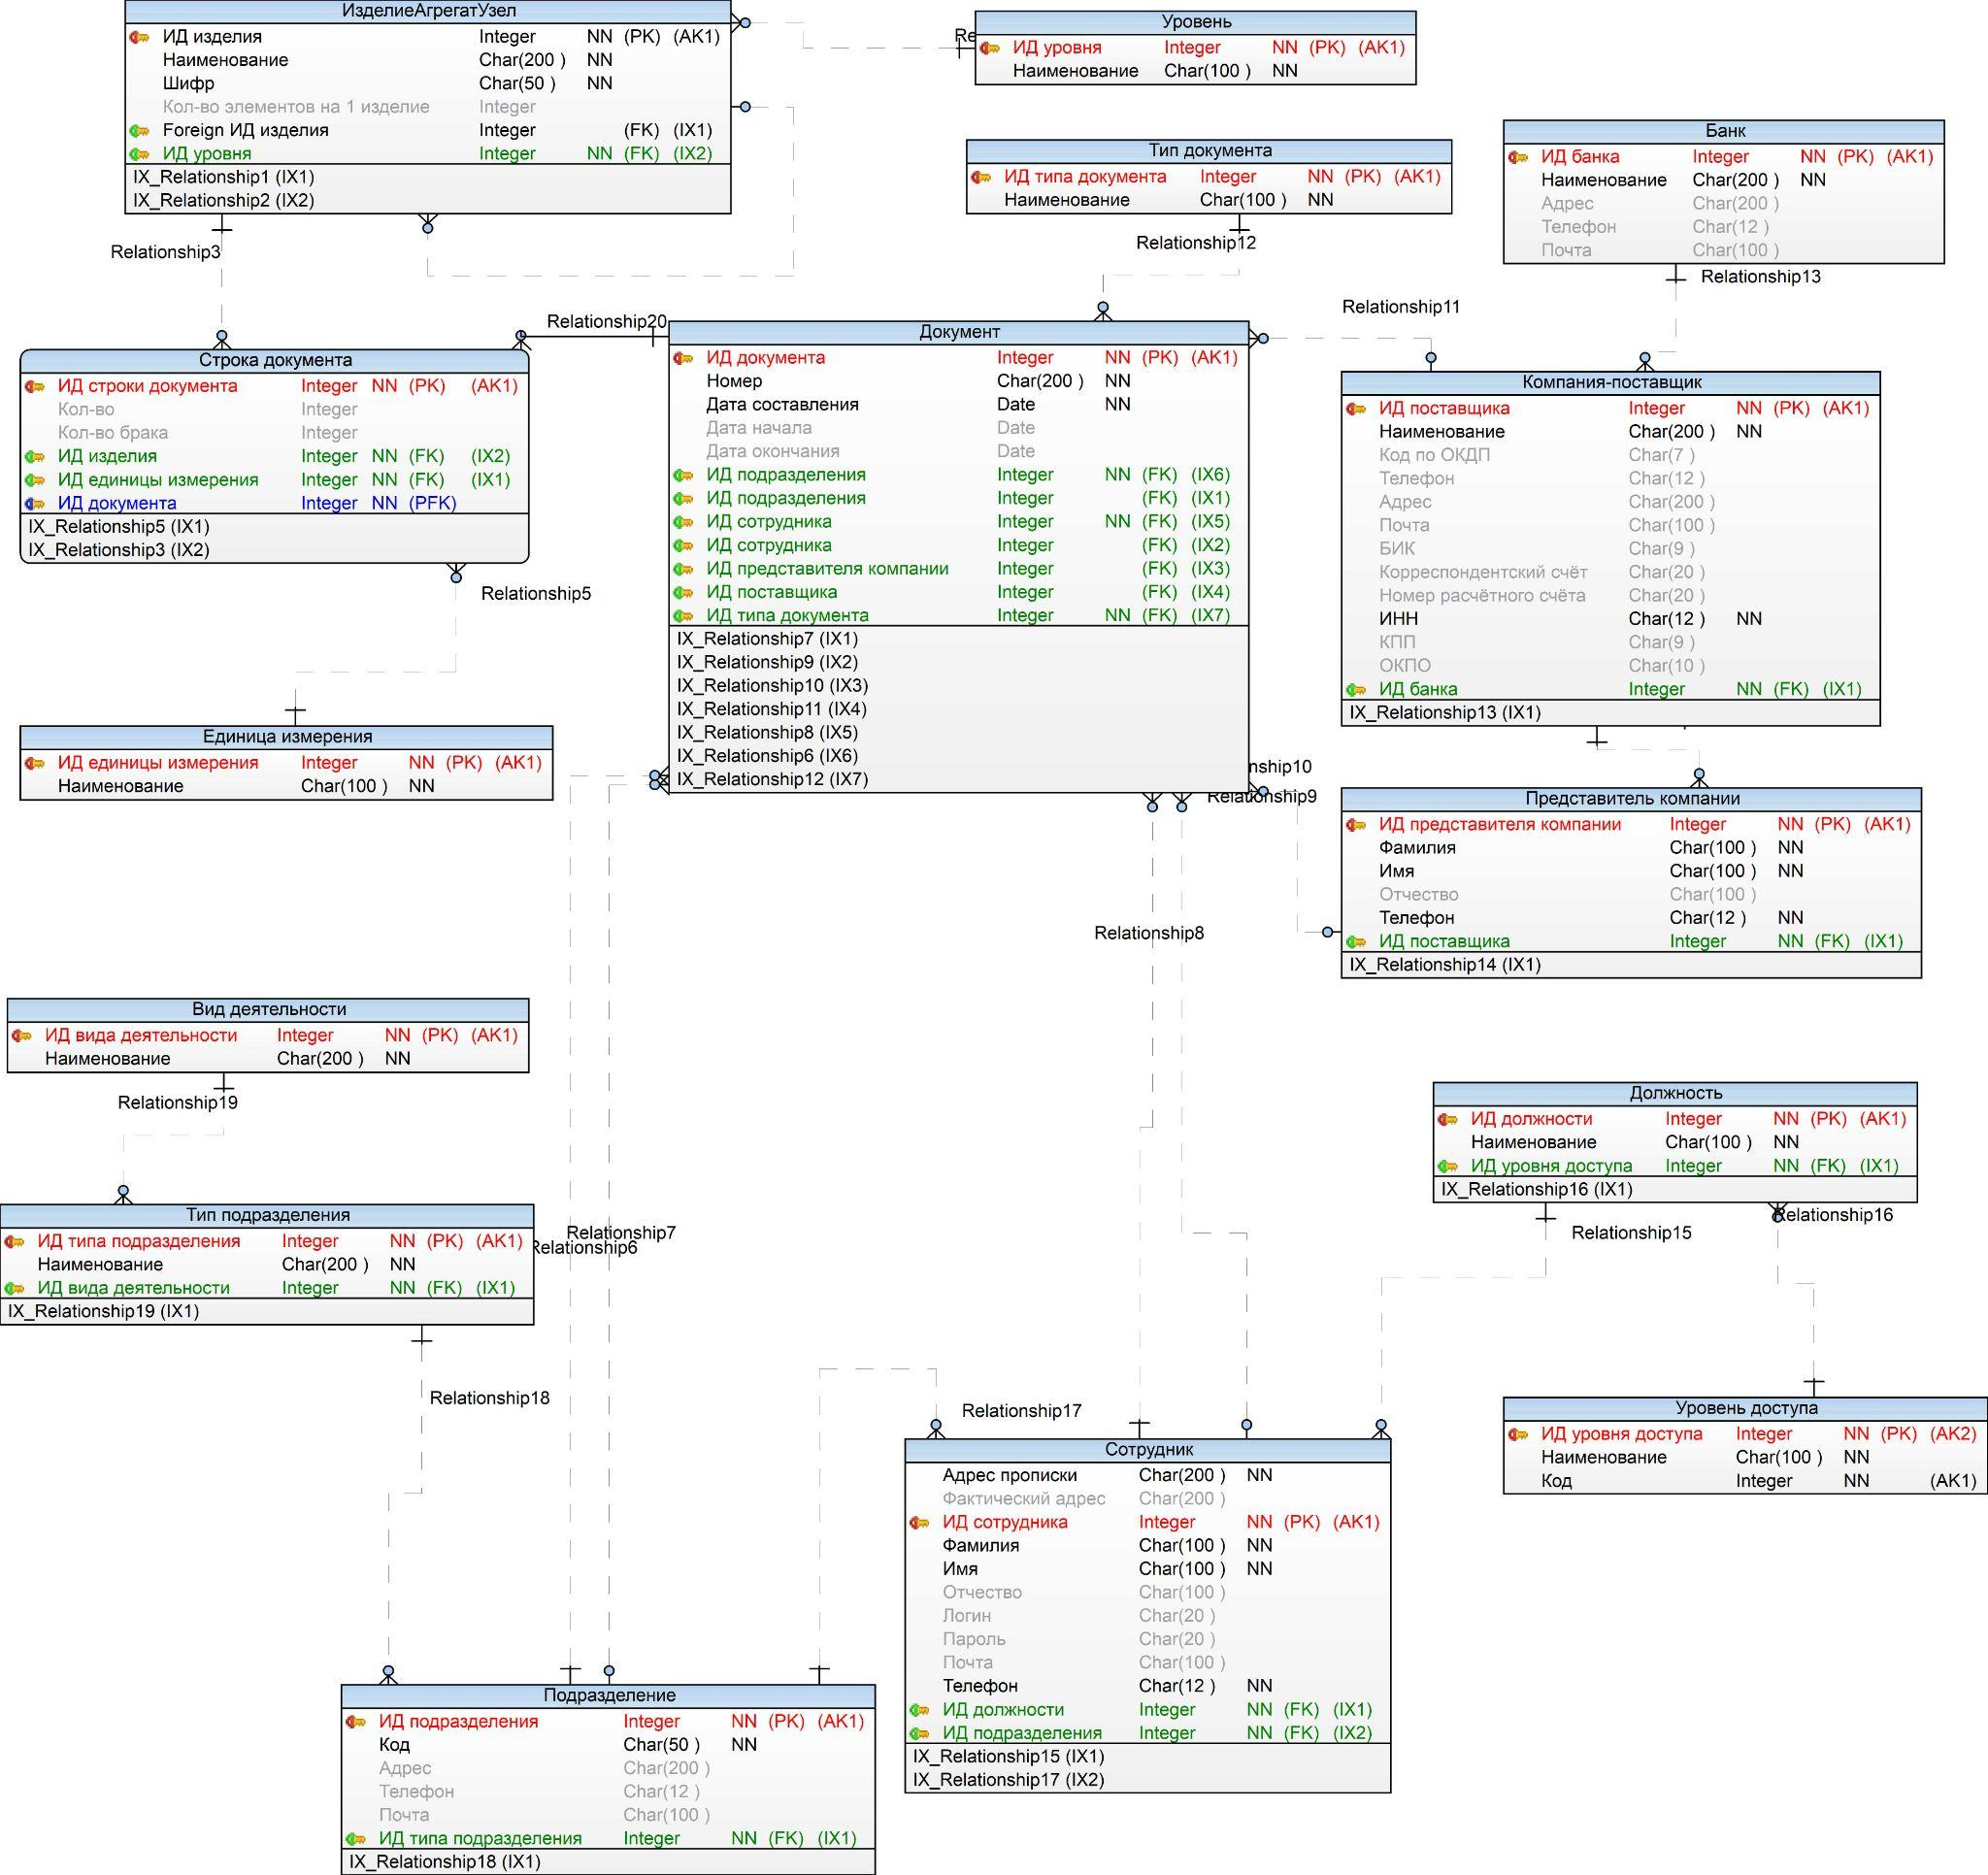 ИзделиеАгрегатУзел
ИД изделия Integer NN (PK) (AK1)
Наименование Char(200 ) NN
Шифр Char(50 ) NN
Кол-во элементов на 1 изделие Integer
Foreign ИД изделия Integer (FK) (IX1)
ИД уровня Integer NN (FK) (IX2)
IX_Relationship1 (IX1)
IX_Relationship2 (IX2)
Re
Уровень
ИД уровня Integer NN (PK) (AK1)
Наименование Char(100 ) NN
Тип документа
ИД типа документа Integer NN (PK) (AK1)
Наименование Char(100 ) NN
Банк
ИД банка Integer NN (PK) (AK1)
Наименование Char(200 ) NN
Адрес Char(200 )
Телефон Char(12 )
Почта Char(100 )
Relationship3
Relationship12
Relationship13
Relationship20
Relationship11
Строка документа
ИД строки документа Integer NN (PK) (AK1)
Кол-во Integer
Кол-во брака Integer
ИД изделия Integer NN (FK) (IX2)
ИД единицы измерения Integer NN (FK) (IX1)
ИД документа Integer NN (PFK)
IX_Relationship5 (IX1)
IX_Relationship3 (IX2)
Документ
ИД документа Integer NN (PK) (AK1)
Номер Char(200 ) NN
Дата составления Date NN
Дата начала Date
Дата окончания Date
ИД подразделения Integer NN (FK) (IX6)
ИД подразделения Integer (FK) (IX1)
ИД сотрудника Integer NN (FK) (IX5)
ИД сотрудника Integer (FK) (IX2)
ИД представителя компании Integer (FK) (IX3)
ИД поставщика Integer (FK) (IX4)
ИД типа документа Integer NN (FK) (IX7)
IX_Relationship7 (IX1)
IX_Relationship9 (IX2)
IX_Relationship10 (IX3)
IX_Relationship11 (IX4)
IX_Relationship8 (IX5)
IX_Relationship6 (IX6)
IX_Relationship12 (IX7)
Компания-поставщик
ИД поставщика Integer NN (PK) (AK1)
Наименование Char(200 ) NN
Код по ОКДП Char(7 )
Телефон Char(12 )
Адрес Char(200 )
Почта Char(100 )
БИК Char(9 )
Корреспондентский счёт Char(20 )
Номер расчётного счёта Char(20 )
ИНН Char(12 ) NN
КПП Char(9 )
ОКПО Char(10 )
ИД банка Integer NN (FK) (IX1)
IX_Relationship13 (IX1)
Relationship5
Единица измерения
ИД единицы измерения Integer NN (PK) (AK1)
Наименование Char(100 ) NN
nship10
Relationship9
Представитель компании
ИД представителя компании Integer NN (PK) (AK1)
Фамилия Char(100 ) NN
Имя Char(100 ) NN
Отчество Char(100 )
Телефон Char(12 ) NN
ИД поставщика Integer NN (FK) (IX1)
IX_Relationship14 (IX1)
Relationship8
Вид деятельности
ИД вида деятельности Integer NN (PK) (AK1)
Наименование Char(200 ) NN
Relationship19
Должность
ИД должности Integer NN (PK) (AK1)
Наименование Char(100 ) NN
ИД уровня доступа Integer NN (FK) (IX1)
IX_Relationship16 (IX1)
Relationship16
Relationship15
Тип подразделения
ИД типа подразделения Integer NN (PK) (AK1)
Наименование Char(200 ) NN
ИД вида деятельности Integer NN (FK) (IX1)
IX_Relationship19 (IX1)
Relationship7
Relationship6
Relationship18
Relationship17
Уровень доступа
ИД уровня доступа Integer NN (PK) (AK2)
Наименование Char(100 ) NN
Код Integer NN (AK1)
Сотрудник
Адрес прописки Char(200 ) NN
Фактический адрес Char(200 )
ИД сотрудника Integer NN (PK) (AK1)
Фамилия Char(100 ) NN
Имя Char(100 ) NN
Отчество Char(100 )
Логин Char(20 )
Пароль Char(20 )
Почта Char(100 )
Телефон Char(12 ) NN
ИД должности Integer NN (FK) (IX1)
ИД подразделения Integer NN (FK) (IX2)
IX_Relationship15 (IX1)
IX_Relationship17 (IX2)
Подразделение
ИД подразделения Integer NN (PK) (AK1)
Код Char(50 ) NN
Адрес Char(200 )
Телефон Char(12 )
Почта Char(100 )
ИД типа подразделения Integer NN (FK) (IX1)
IX_Relationship18 (IX1)